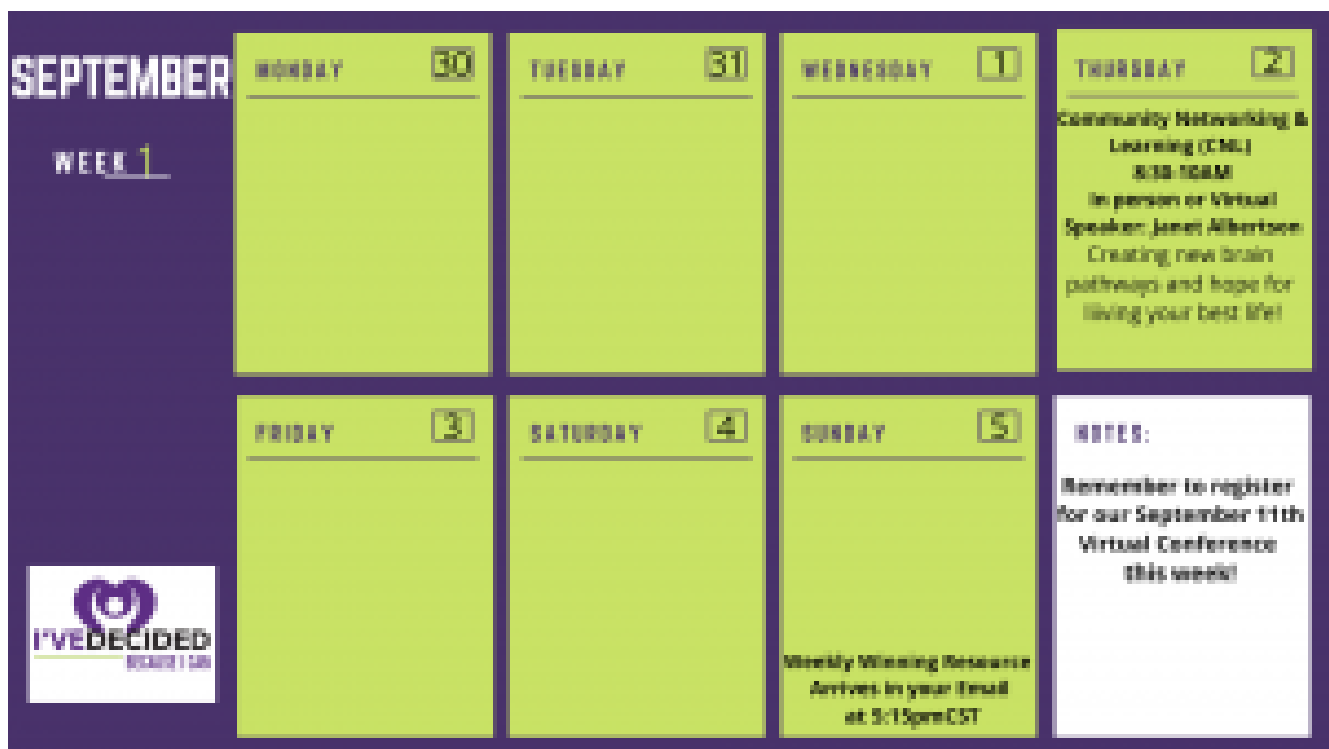 SEPTEMBER
WEEK 1
MONDAY 30
TUESDAY 31
WEDNESDAY 1
THURSDAY 2
Community Networking &
Learning (CNL)
8:30-10AM
In person or Virtual
Speaker: Janet Albertson
Creating new brain
pathways and hope for
living your best life!
FRIDAY 3
SATURDAY 4
SUNDAY 5
Weekly Winning Resource
Arrives in your Email
at 5:15pmCST
NOTES:
Remember to register
for our September 11th
Virtual Conference
this week!
I'VEDECIDED
BECAUSE I CAN